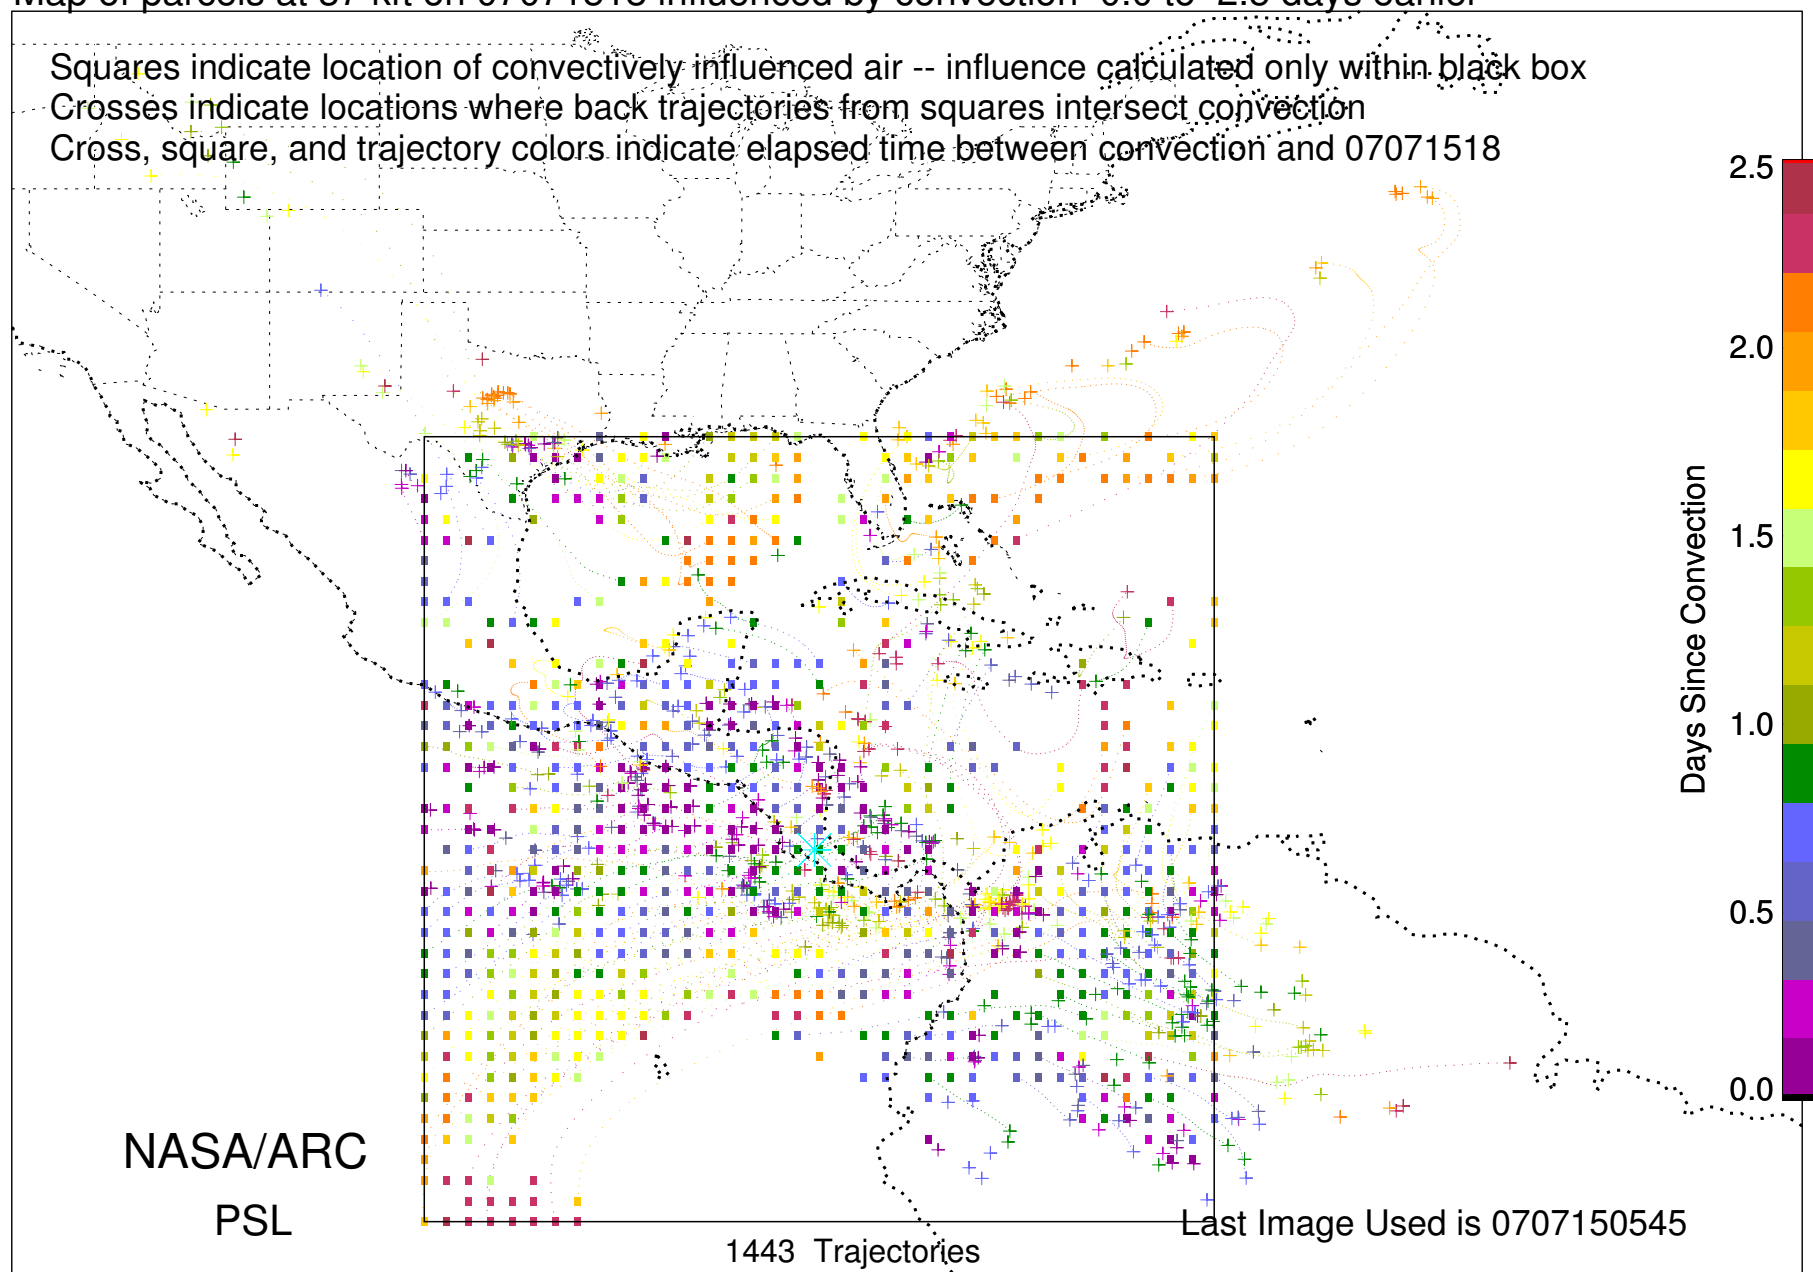 Squares indicate location of convectively influenced air -- influence calculated only within black box
Crosses indicate locations where back trajectories from squares intersect convection
Cross, square, and trajectory colors indicate elapsed time between convection and 07071518
2.5
2.0
1.5
1.0
0.5
0.0
Days Since Convection
NASA/ARC
PSL
Last Image Used is 0707150545
1443 Trajectories